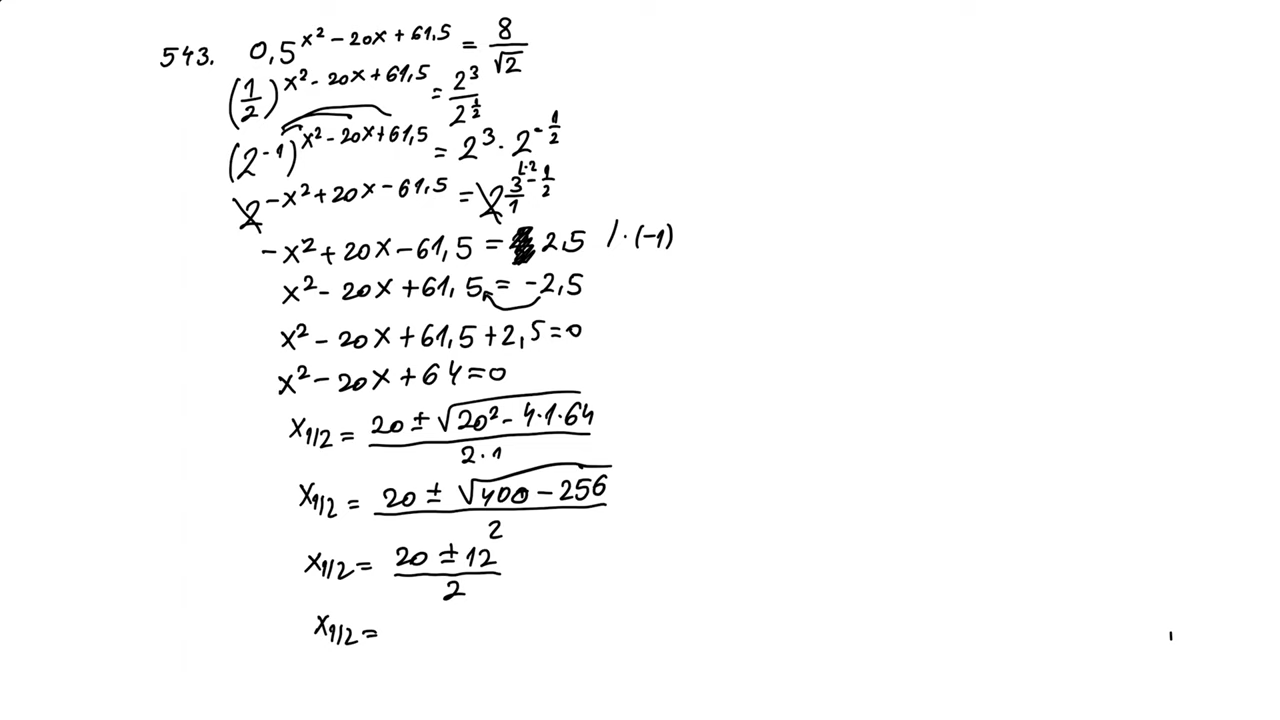 543. 0,5^(x² - 20x + 61,5) = 8/√2
(1/2)^(x² - 20x + 61,5) = 2³/2^(1/2)
(2⁻¹)^(x² - 20x + 61,5) = 2³ · 2^(-1/2)
2^(-x² + 20x - 61,5) = 2^(3/1 - 1/2)
-x² + 20x - 61,5 = 2,5 / · (-1)
x² - 20x + 61,5 = -2,5
x² - 20x + 61,5 + 2,5 = 0
x² - 20x + 64 = 0
x1/2 = (20 ± √(20² - 4·1·64))/(2·1)
x1/2 = (20 ± √(400 - 256))/2
x1/2 = (20 ± 12)/2
x1/2 =